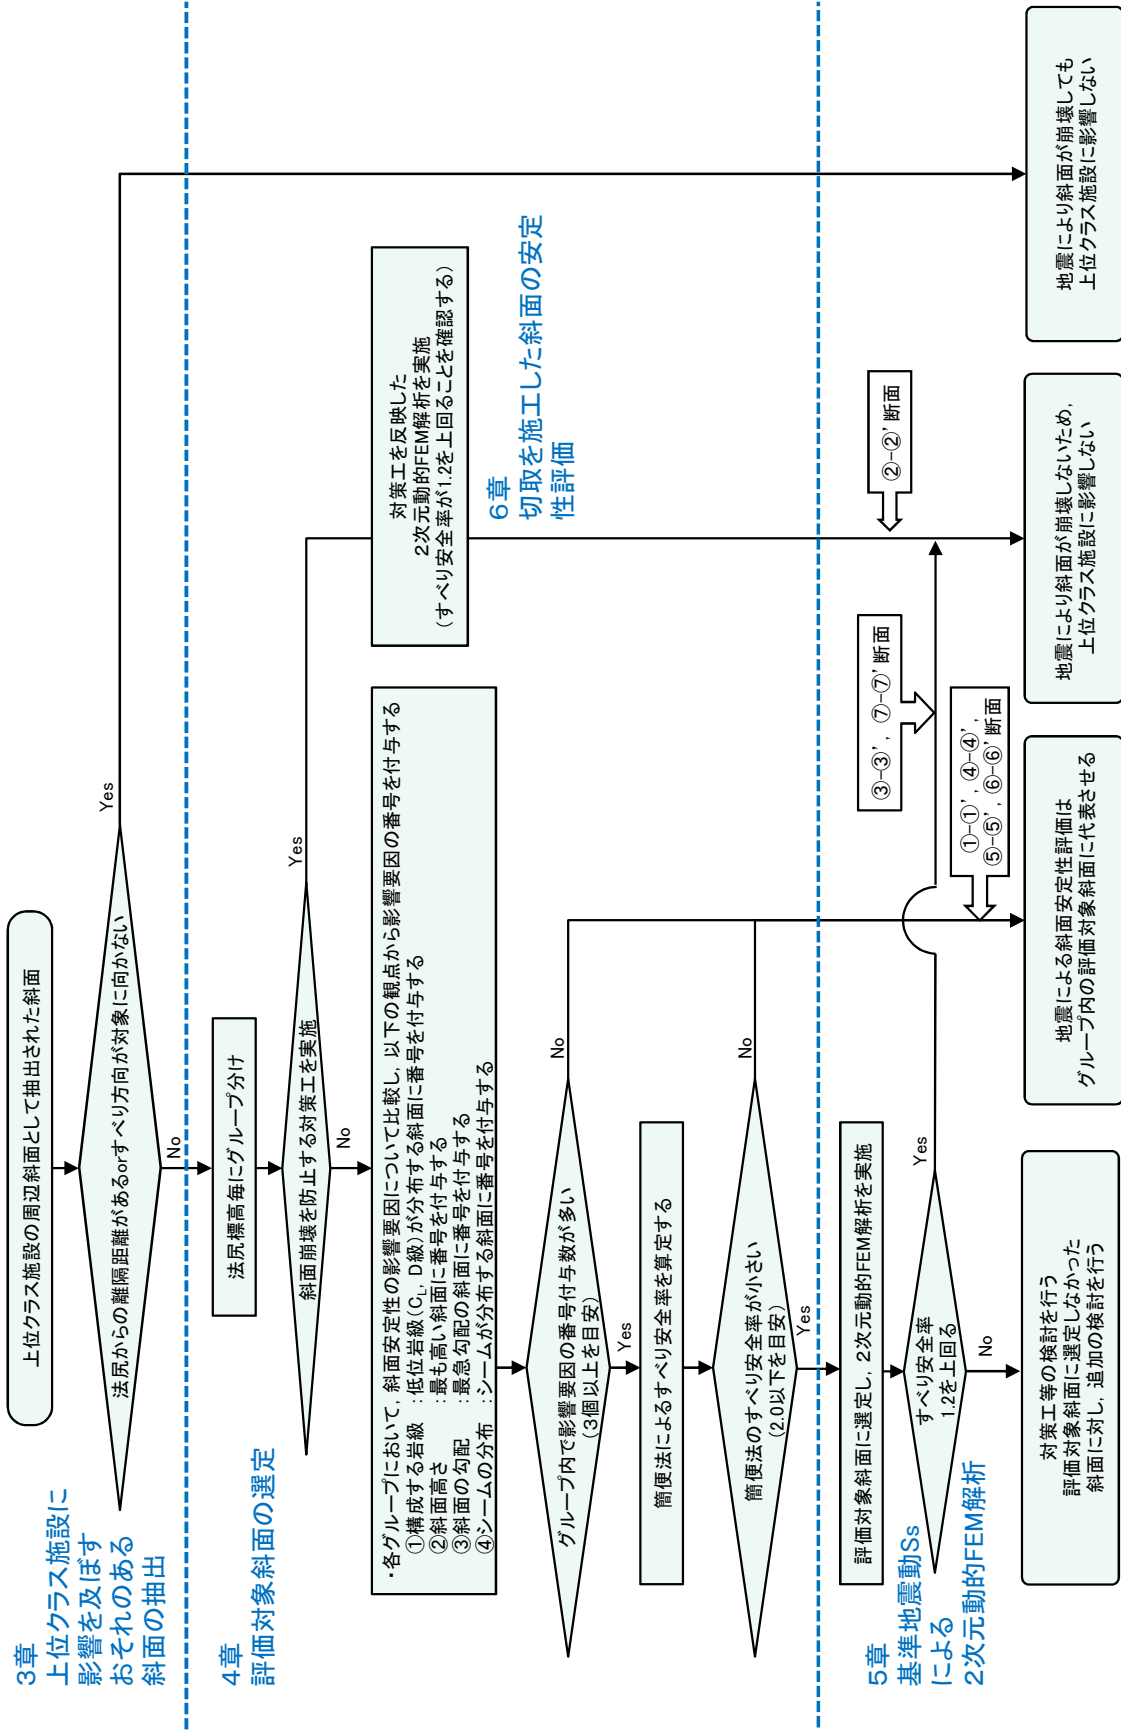 3章
上位クラス施設に
影響を及ぼす
おそれのある
斜面の抽出
上位クラス施設の周辺斜面として抽出された斜面
法尻からの離隔距離があるorすべり方向が対象に向かない
Yes
No
4章
評価対象斜面の選定
法尻標高毎にグループ分け
斜面崩壊を防止する対策工を実施
Yes
No
・各グループにおいて，斜面安定性の影響要因について比較し，以下の観点から影響要因の番号を付与する
①構成する岩級 ：低位岩級(CL，D級)が分布する斜面に番号を付与する
②斜面高さ ：最も高い斜面に番号を付与する
③斜面の勾配 ：最急勾配の斜面に番号を付与する
④シームの分布 ：シームが分布する斜面に番号を付与する
対策工を反映した
2次元動的FEM解析を実施
(すべり安全率が1.2を上回ることを確認する)
6章
切取を施工した斜面の安定
性評価
グループ内で影響要因の番号付与数が多い
(3個以上を目安)
No
Yes
簡便法によるすべり安全率を算定する
簡便法のすべり安全率が小さい
(2.0以下を目安)
No
Yes
5章
基準地震動Ss
による
2次元動的FEM解析
評価対象斜面に選定し，2次元動的FEM解析を実施
すべり安全率
1.2を上回る
Yes
No
③-③’，⑦-⑦’断面
②-②’断面
①-①’，④-④’，
⑤-⑤’，⑥-⑥’断面
対策工等の検討を行う
評価対象斜面に選定しなかった
斜面に対し，追加の検討を行う
地震による斜面安定性評価は
グループ内の評価対象斜面に代表させる
地震により斜面が崩壊しないため，
上位クラス施設に影響しない
地震により斜面が崩壊しても
上位クラス施設に影響しない